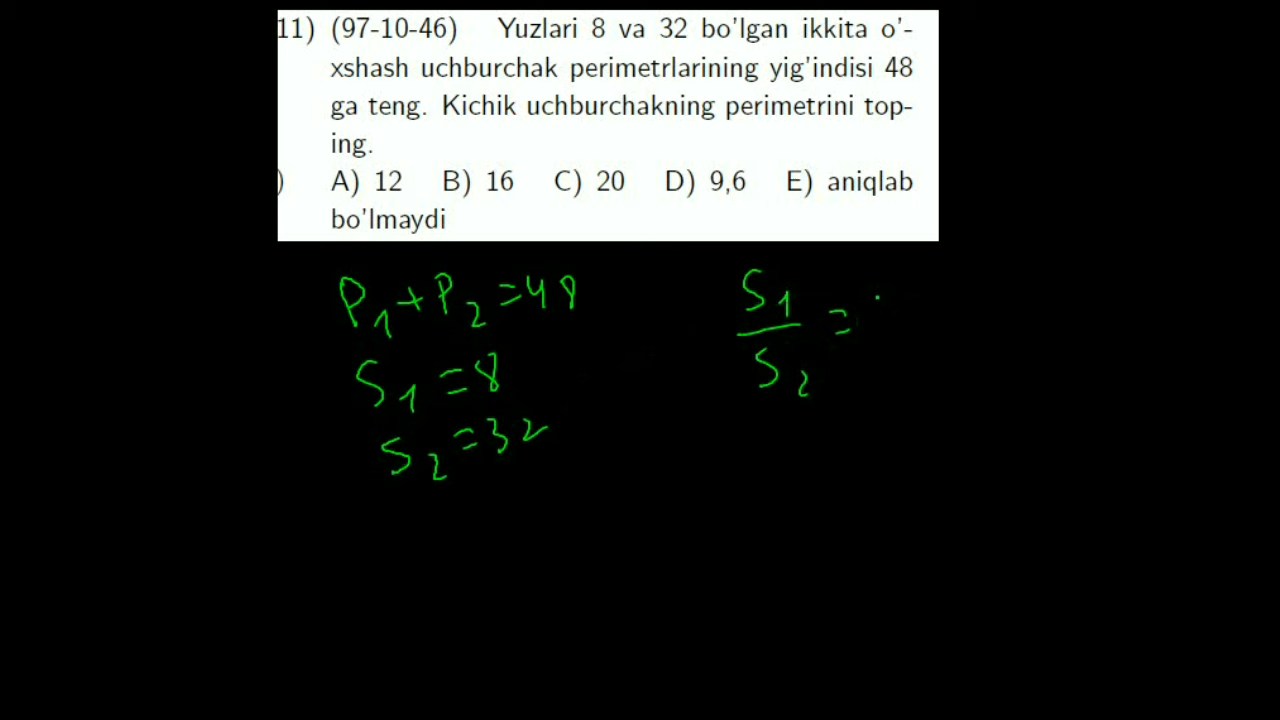 11) (97-10-46) Yuzlari 8 va 32 bo'lgan ikkita o'-
xshash uchburchak perimetrlarining yig'indisi 48
ga teng. Kichik uchburchakning perimetrini top-
ing.
) A) 12 B) 16 C) 20 D) 9,6 E) aniqlab
bo'lmaydi
P₁+P₂=48
S₁=8
S₂=32
S₁
S₂ =